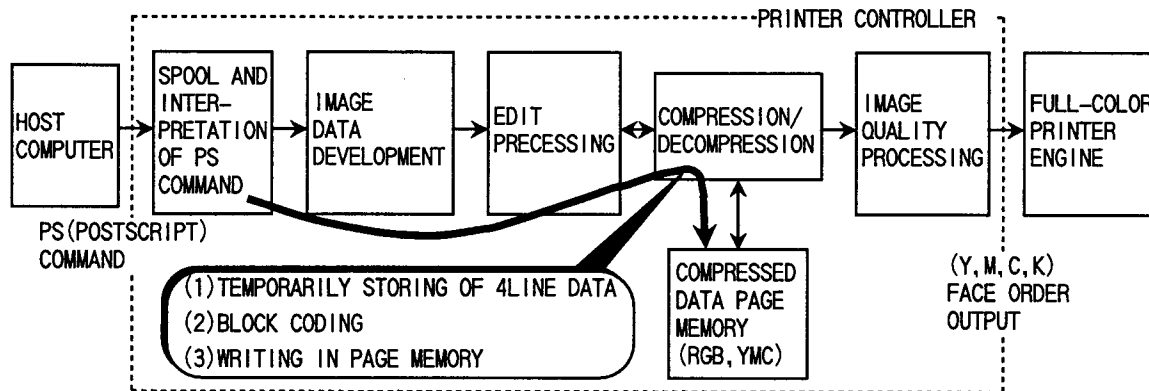 PRINTER CONTROLLER
HOST
COMPUTER
SPOOL AND
INTER-
PRETATION
OF PS
COMMAND
IMAGE
DATA
DEVELOPMENT
EDIT
PRECESSING
COMPRESSION/
DECOMPRESSION
IMAGE
QUALITY
PROCESSING
FULL-COLOR
PRINTER
ENGINE
PS(POSTSCRIPT)
COMMAND
(1)TEMPORARILY STORING OF 4LINE DATA
(2)BLOCK CODING
(3)WRITING IN PAGE MEMORY
COMPRESSED
DATA PAGE
MEMORY
(RGB,YMC)
(Y,M,C,K)
FACE ORDER
OUTPUT